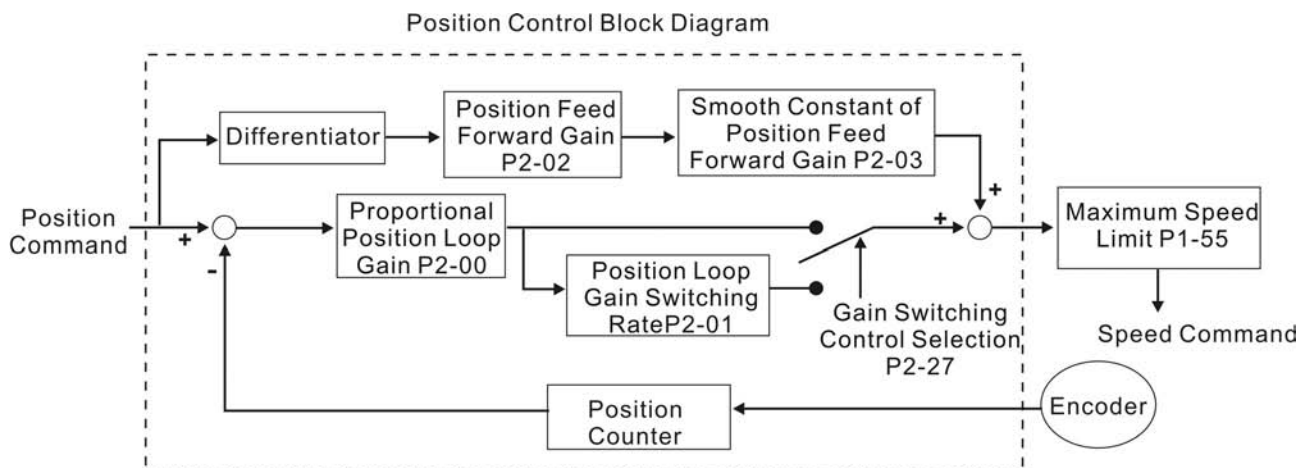 Position Control Block Diagram
Differentiator
Position Feed
Forward Gain
P2-02
Smooth Constant of
Position Feed
Forward Gain P2-03
Position
Command
+
-
Proportional
Position Loop
Gain P2-00
Position Loop
Gain Switching
RateP2-01
Gain Switching
Control Selection
P2-27
+
+
Maximum Speed
Limit P1-55
Speed Command
Encoder
Position
Counter